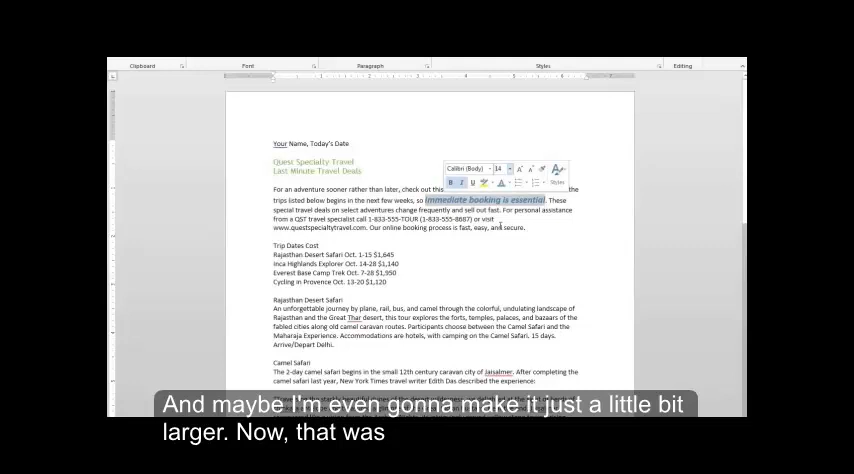 Clipboard Font Paragraph Styles Editing
Your Name, Today's Date
Quest Specialty Travel
Last Minute Travel Deals
Calibri (Body) 14
B I U Styles
For an adventure sooner rather than later, check out this the
trips listed below begins in the next few weeks, so immediate booking is essential. These
special travel deals on select adventures change frequently and sell out fast. For personal assistance
from a QST travel specialist call 1-833-555-TOUR (1-833-555-8687) or visit
www.questspecialtytravel.com. Our online booking process is fast, easy, and secure.
Trip Dates Cost
Rajasthan Desert Safari Oct. 1-15 $1,645
Inca Highlands Explorer Oct. 14-28 $1,140
Everest Base Camp Trek Oct. 7-28 $1,950
Cycling in Provence Oct. 13-20 $1,120
Rajasthan Desert Safari
An unforgettable journey by plane, rail, bus, and camel through the colorful, undulating landscape of
Rajasthan and the Great Thar desert, this tour explores the forts, temples, palaces, and bazaars of the
fabled cities along old camel caravan routes. Participants choose between the Camel Safari and the
Maharaja Experience. Accommodations are hotels, with camping on the Camel Safari. 15 days.
Arrive/Depart Delhi.
Camel Safari
The 2-day camel safari begins in the small 12th century caravan city of Jaisalmer. After completing the
camel safari last year, New York Times travel writer Edith Das described the experience:
And maybe I'm even gonna make it just a little bit
larger. Now, that was